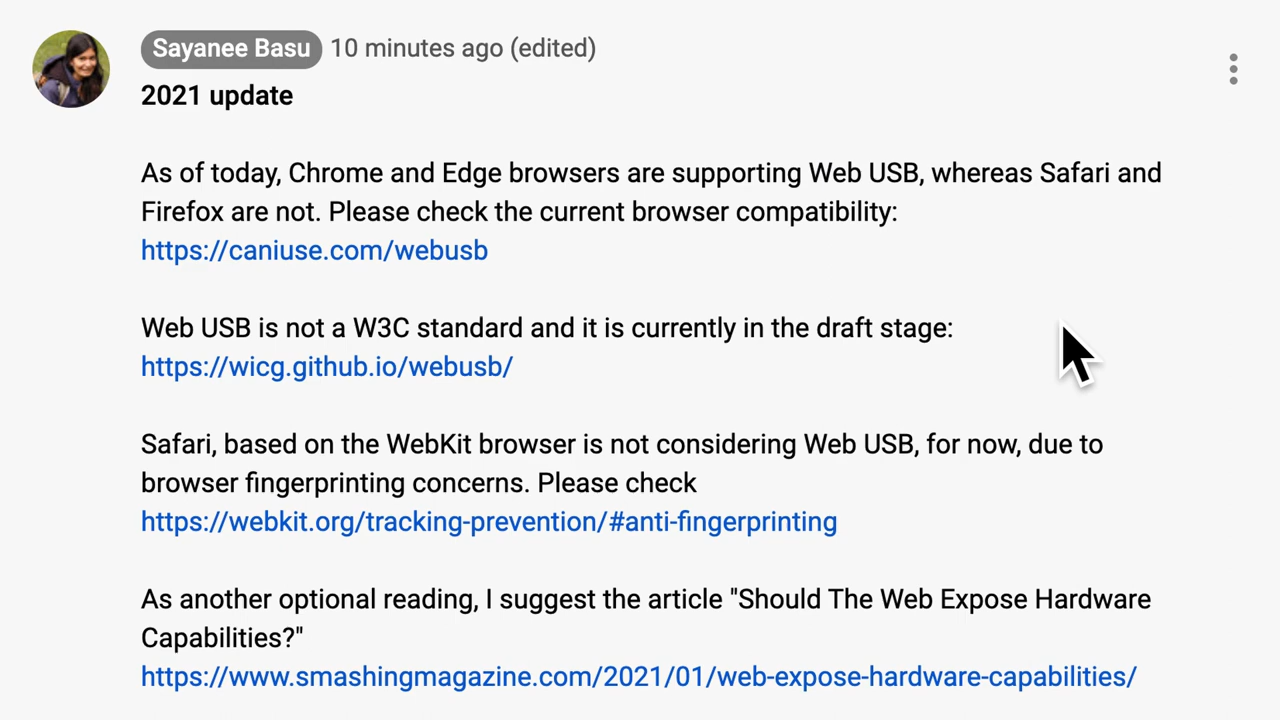 Sayanee Basu 10 minutes ago (edited)
2021 update
As of today, Chrome and Edge browsers are supporting Web USB, whereas Safari and
Firefox are not. Please check the current browser compatibility:
https://caniuse.com/webusb
Web USB is not a W3C standard and it is currently in the draft stage:
https://wicg.github.io/webusb/
Safari, based on the WebKit browser is not considering Web USB, for now, due to
browser fingerprinting concerns. Please check
https://webkit.org/tracking-prevention/#anti-fingerprinting
As another optional reading, I suggest the article "Should The Web Expose Hardware
Capabilities?"
https://www.smashingmagazine.com/2021/01/web-expose-hardware-capabilities/